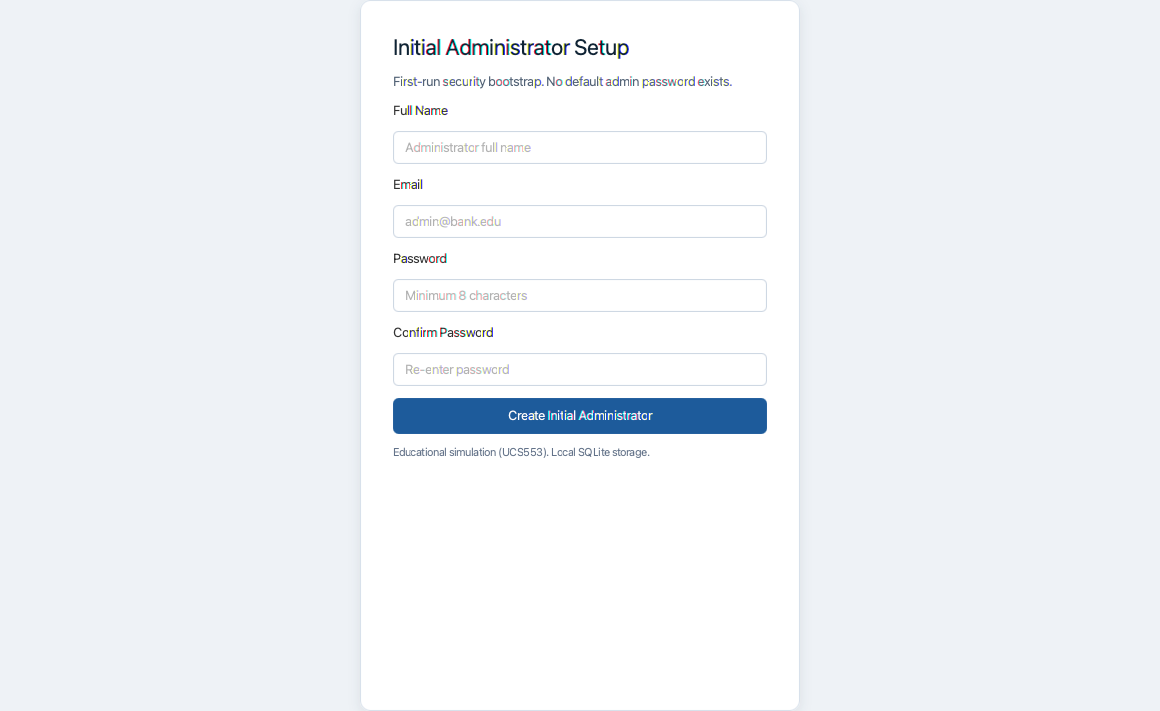 Initial Administrator Setup
First-run security bootstrap. No default admin password exists.
Full Name
Administrator full name
Email
admin@bank.edu
Password
Minimum 8 characters
Confirm Password
Re-enter password
Create Initial Administrator
Educational simulation (UCS553). Local SQLite storage.